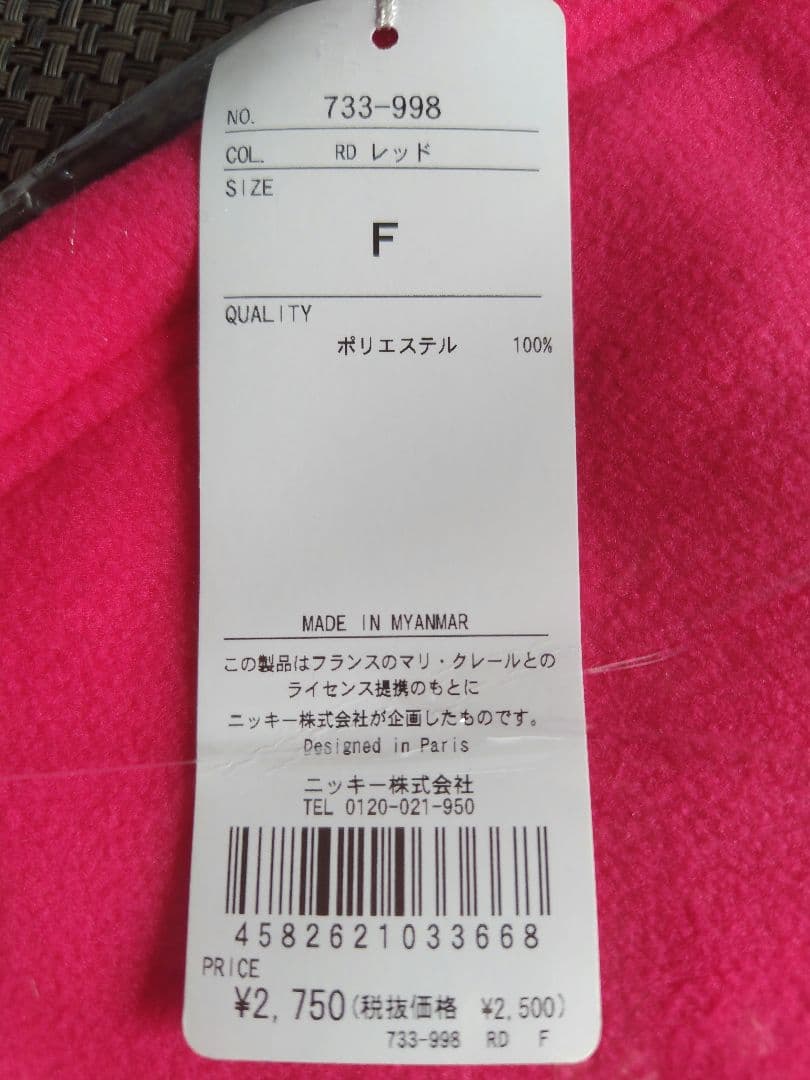 NO. 733-998
COL. RD レッド
SIZE
F
QUALITY
ポリエステル 100%
MADE IN MYANMAR
この製品はフランスのマリ・クレールとの
ライセンス提携のもとに
ニッキー株式会社が企画したものです。
Designed in Paris
ニッキー株式会社
TEL 0120-021-950
4582621033668
PRICE
¥2,750(税抜価格 ¥2,500)
733-998 RD F